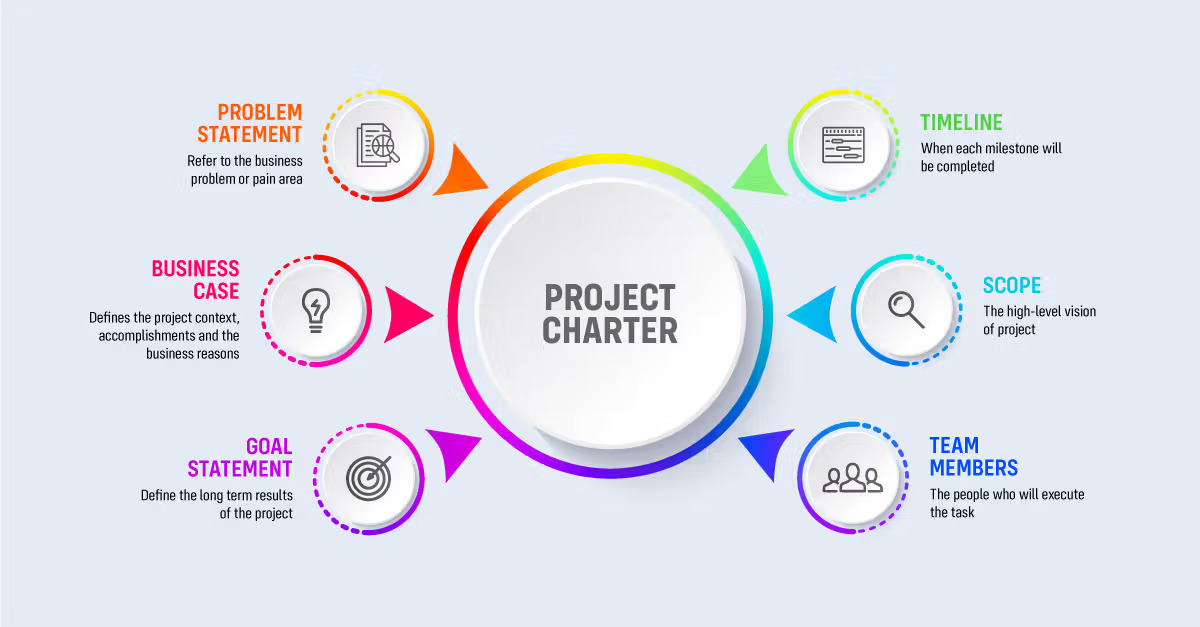 PROBLEM
STATEMENT
Refer to the business
problem or pain area
BUSINESS
CASE
Defines the project context,
accomplishments and the
business reasons
GOAL
STATEMENT
Define the long term results
of the project
PROJECT
CHARTER
TIMELINE
When each milestone will
be completed
SCOPE
The high-level vision
of project
TEAM
MEMBERS
The people who will execute
the task